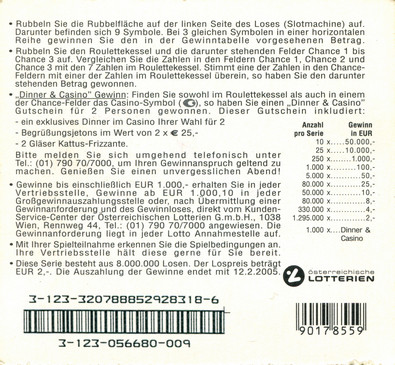 • Rubbeln Sie die Rubbelfläche auf der linken Seite des Loses (Slotmachine) auf.
Darunter befinden sich 9 Symbole. Bei 3 gleichen Symbolen in einer horizontalen
Reihe gewinnen Sie den in der Gewinntabelle vorgesehenen Betrag.
• Rubbeln Sie den Roulettekessel und die darunter stehenden Felder Chance 1 bis
Chance 3 auf. Vergleichen Sie die Zahlen in den Feldern Chance 1, Chance 2 und
Chance 3 mit den 7 Zahlen im Roulettekessel. Stimmt eine der Zahlen in den Chance-
Feldern mit einer der Zahlen im Roulettekessel überein, so haben Sie den darunter
stehenden Betrag gewonnen.
• „Dinner & Casino" Gewinn: Finden Sie sowohl im Roulettekessel als auch in einem
der Chance-Felder das Casino-Symbol (€), so haben Sie einen „Dinner & Casino"
Gutschein für 2 Personen gewonnen. Dieser Gutschein inkludiert:
- ein exklusives Dinner im Casino Ihrer Wahl für 2
- Begrüßungsjetons im Wert von 2 x € 25,-
- 2 Gläser Kattus-Frizzante.
Bitte melden Sie sich umgehend telefonisch unter
Tel.: (01) 790 70/7000, um Ihren Gewinnanspruch geltend zu
machen. Genießen Sie einen unvergesslichen Abend!
• Gewinne bis einschließlich EUR 1.000,- erhalten Sie in jeder
Vertriebsstelle, Gewinne ab EUR 1.000,10 in jeder
Großgewinnauszahlungsstelle oder, nach Übermittlung einer
Gewinnanforderung und des Gewinnloses, direkt vom Kunden-
Service-Center der Österreichischen Lotterien G.m.b.H., 1038
Wien, Rennweg 44, Tel.: (01) 790 70/7000 angewiesen. Die
Gewinnanforderung liegt in jeder Lotto Annahmestelle auf.
• Mit Ihrer Spielteilnahme erkennen Sie die Spielbedingungen an.
Ihre Vertriebsstelle hält diese gerne für Sie bereit.
• Diese Serie besteht aus 8.000.000 Losen. Der Lospreis beträgt
EUR 2,-. Die Auszahlung der Gewinne endet mit 12.2.2005.
Anzahl pro Serie Gewinn in EUR
10 x.....50.000,-
25 x.....10.000,-
250 x.......1.000,-
1.000 x..........100,-
5.000 x............50,-
80.000 x............25,-
50.000 x............10,-
80.000 x..............8,-
330.000 x..............4,-
1.295.000 x..............2,-
1.000 x....Dinner &
Casino
österreichische
LOTTERIEN
3-123-320788852928318-6
3-123-056680-009
90178559